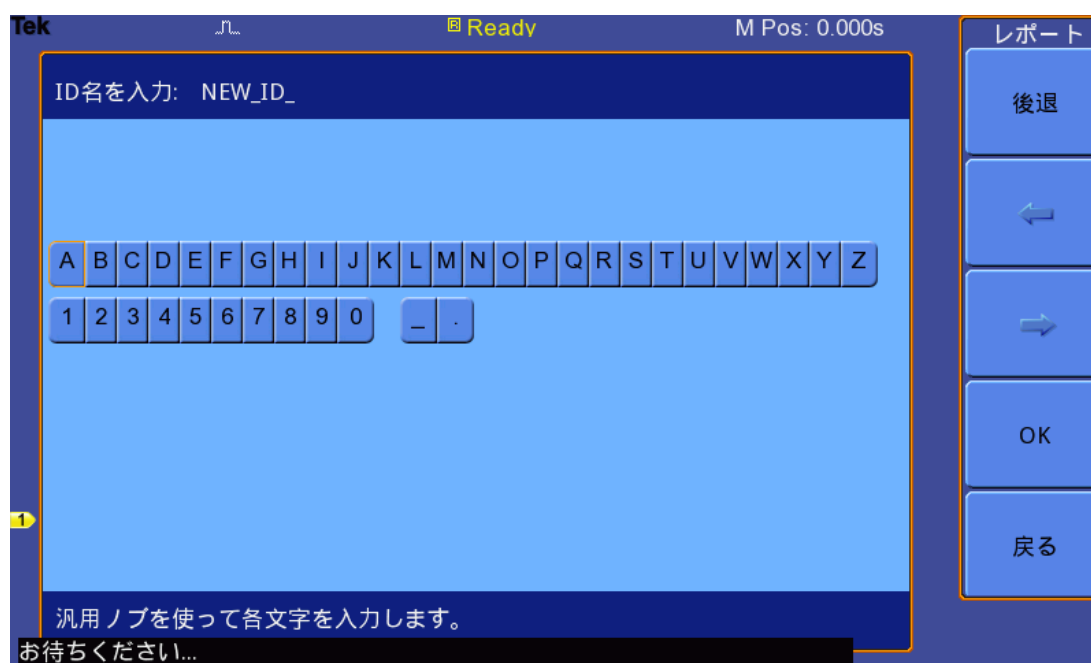 Tek
R Ready
M Pos: 0.000s
レポート
ID名を入力: NEW_ID_
後退
A B C D E F G H I J K L M N O P Q R S T U V W X Y Z
1 2 3 4 5 6 7 8 9 0 _ .
OK
1
戻る
汎用ノブを使って各文字を入力します。
お待ちください...